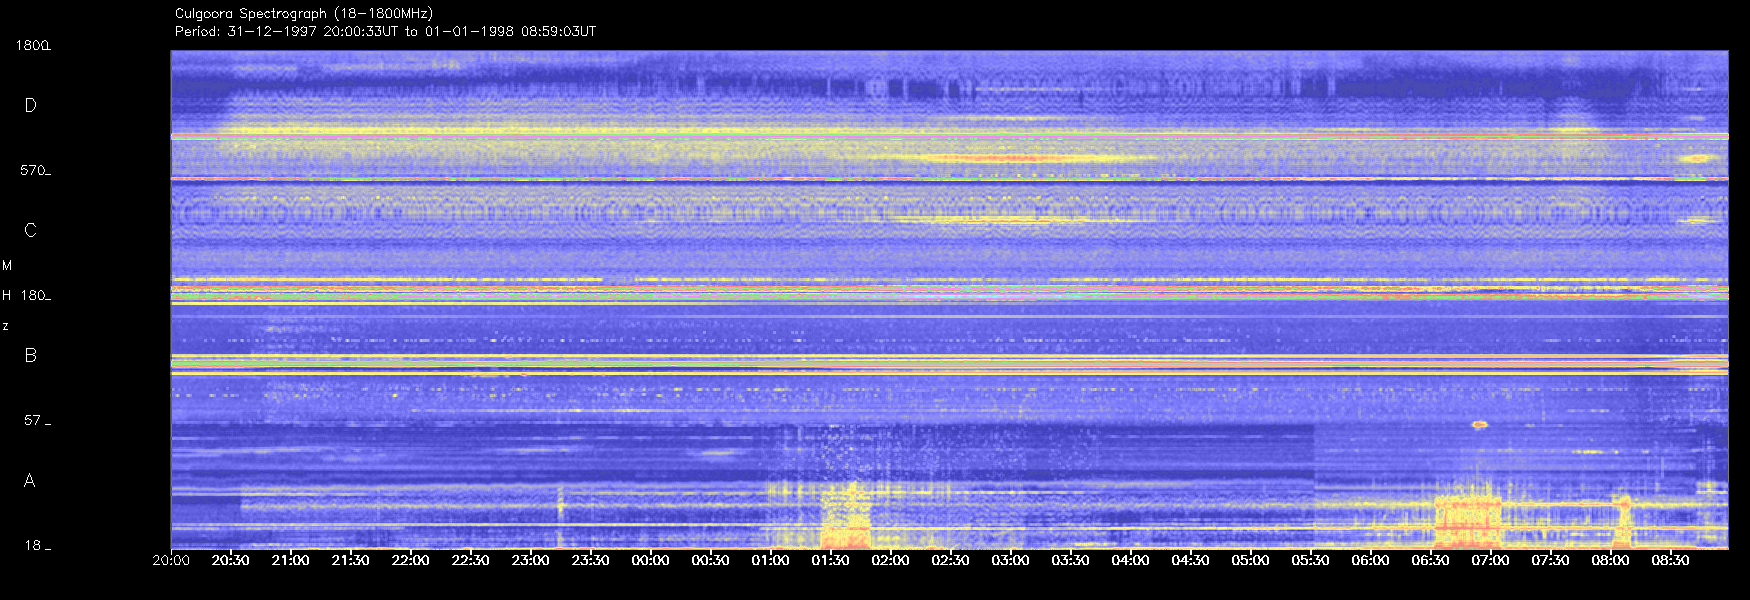 Culgoora Spectrograph (18-1800MHz)
Period: 31-12-1997 20:00:33UT to 01-01-1998 08:59:03UT
1800
D
570
C
M
H 180
z
B
57
A
18
20:00 20:30 21:00 21:30 22:00 22:30 23:00 23:30 00:00 00:30 01:00 01:30 02:00 02:30 03:00 03:30 04:00 04:30 05:00 05:30 06:00 06:30 07:00 07:30 08:00 08:30